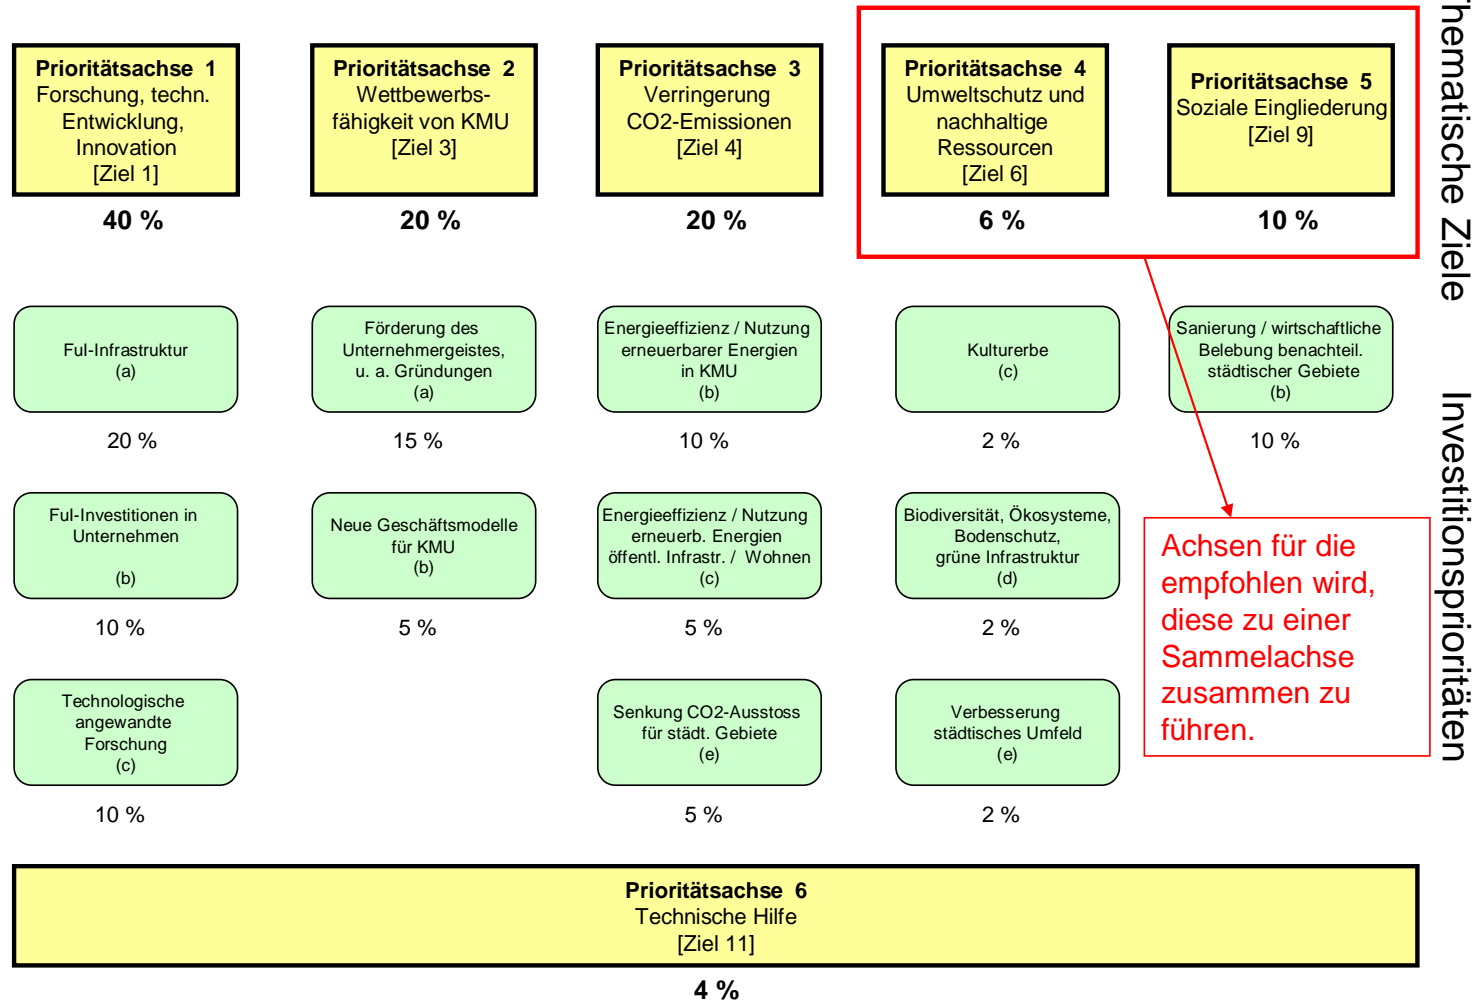 Prioritätsachse 1
Forschung, techn.
Entwicklung,
Innovation
[Ziel 1]
40 %
Prioritätsachse 2
Wettbewerbs-
fähigkeit von KMU
[Ziel 3]
20 %
Prioritätsachse 3
Verringerung
CO2-Emissionen
[Ziel 4]
20 %
Prioritätsachse 4
Umweltschutz und
nachhaltige
Ressourcen
[Ziel 6]
6 %
Prioritätsachse 5
Soziale Eingliederung
[Ziel 9]
10 %
Thematische Ziele
FuI-Infrastruktur
(a)
20 %
Förderung des
Unternehmergeistes,
u. a. Gründungen
(a)
15 %
Energieeffizienz / Nutzung
erneuerbarer Energien
in KMU
(b)
10 %
Kulturerbe
(c)
2 %
Sanierung / wirtschaftliche
Belebung benachteil.
städtischer Gebiete
(b)
10 %
Investitionsprioritäten
FuI-Investitionen in
Unternehmen
(b)
10 %
Neue Geschäftsmodelle
für KMU
(b)
5 %
Energieeffizienz / Nutzung
erneuerb. Energien
öffentl. Infrastr. / Wohnen
(c)
5 %
Biodiversität, Ökosysteme,
Bodenschutz,
grüne Infrastruktur
(d)
2 %
Achsen für die
empfohlen wird,
diese zu einer
Sammelachse
zusammen zu
führen.
Technologische
angewandte
Forschung
(c)
10 %
Senkung CO2-Ausstoss
für städt. Gebiete
(e)
5 %
Verbesserung
städtisches Umfeld
(e)
2 %
Prioritätsachse 6
Technische Hilfe
[Ziel 11]
4 %